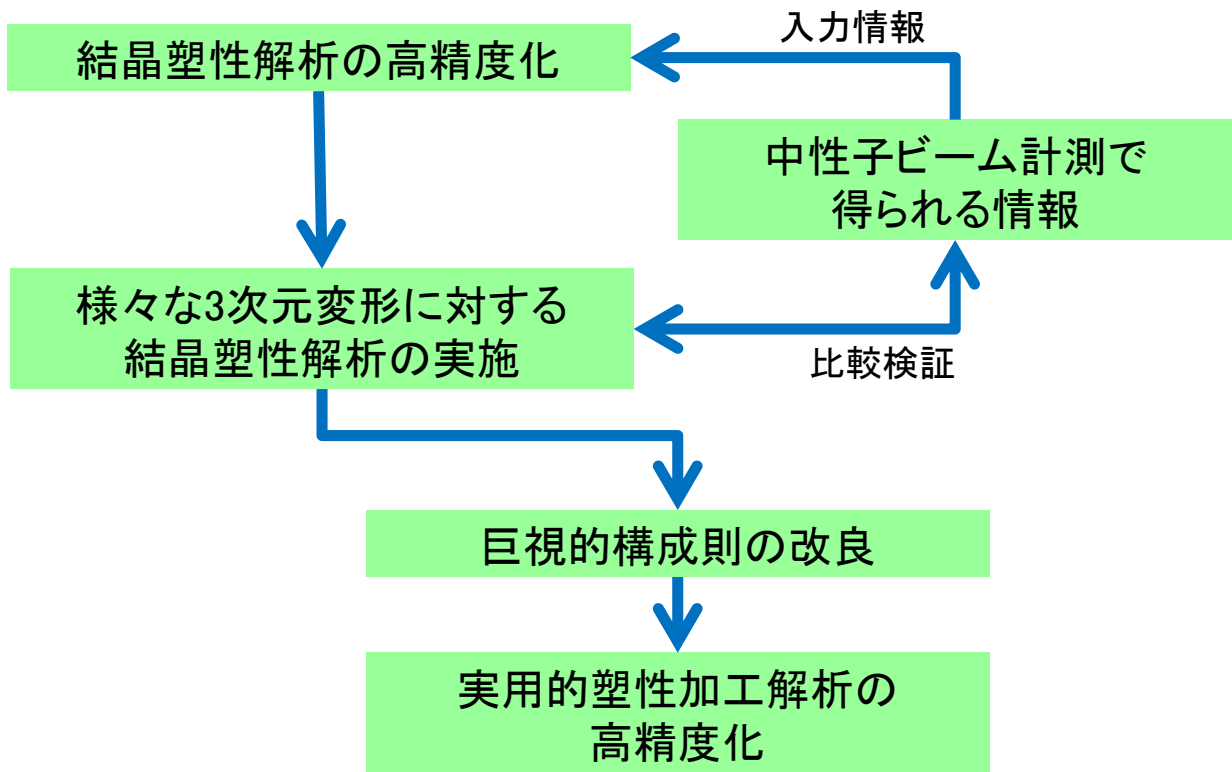 入力情報
結晶塑性解析の高精度化
中性子ビーム計測で
得られる情報
様々な3次元変形に対する
結晶塑性解析の実施
比較検証
巨視的構成則の改良
実用的塑性加工解析の
高精度化